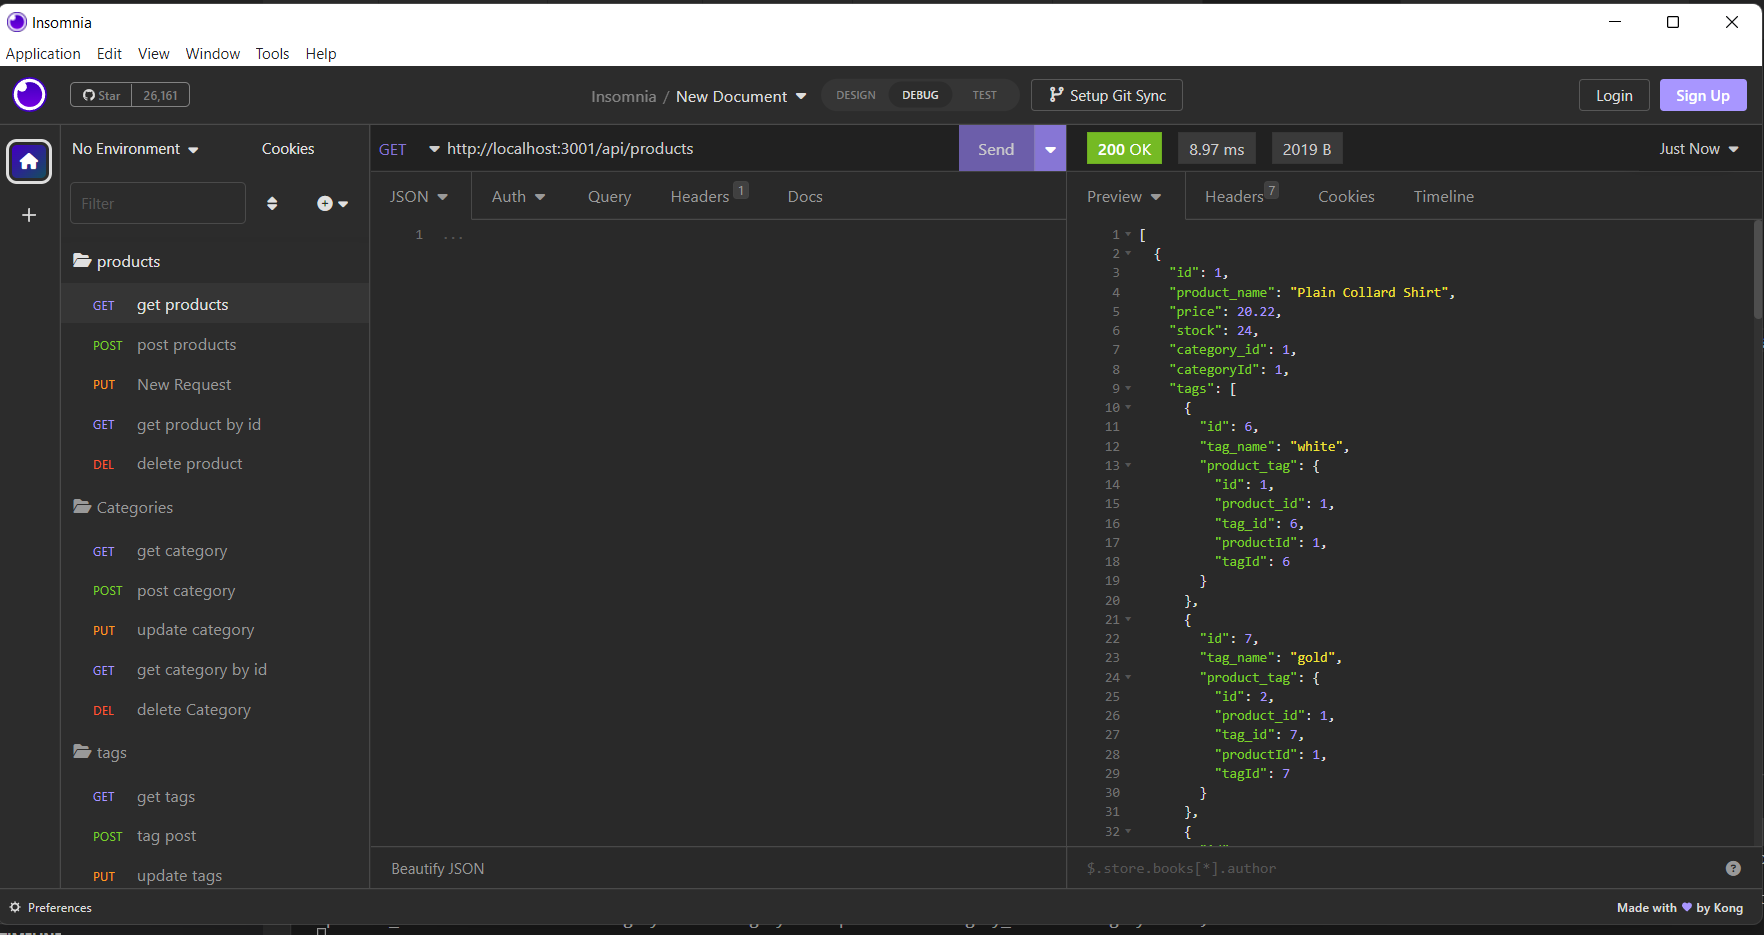 Insomnia
Application Edit View Window Tools Help
Star 26,161
Insomnia / New Document
DESIGN DEBUG TEST
Setup Git Sync
Login
Sign Up
No Environment
Cookies
Filter
products
GET get products
POST post products
PUT New Request
GET get product by id
DEL delete product
Categories
GET get category
POST post category
PUT update category
GET get category by id
DEL delete Category
tags
GET get tags
POST tag post
PUT update tags
GET http://localhost:3001/api/products
Send
JSON Auth Query Headers 1 Docs
1 ...
Beautify JSON
200 OK 8.97 ms 2019 B Just Now
Preview Headers 7 Cookies Timeline
1 [
2 {
3 "id": 1,
4 "product_name": "Plain Collard Shirt",
5 "price": 20.22,
6 "stock": 24,
7 "category_id": 1,
8 "categoryId": 1,
9 "tags": [
10 {
11 "id": 6,
12 "tag_name": "white",
13 "product_tag": {
14 "id": 1,
15 "product_id": 1,
16 "tag_id": 6,
17 "productId": 1,
18 "tagId": 6
19 }
20 },
21 {
22 "id": 7,
23 "tag_name": "gold",
24 "product_tag": {
25 "id": 2,
26 "product_id": 1,
27 "tag_id": 7,
28 "productId": 1,
29 "tagId": 7
30 }
31 },
32 {
$.store.books[*].author
Preferences
Made with by Kong